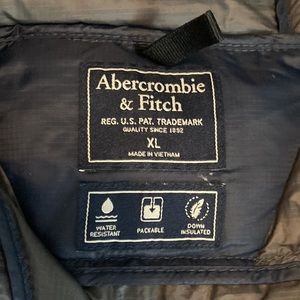 Abercrombie
& Fitch
REG. U.S. PAT. TRADEMARK
QUALITY SINCE 1892
XL
MADE IN VIETNAM
WATER
RESISTANT
PACKABLE
DOWN
INSULATED